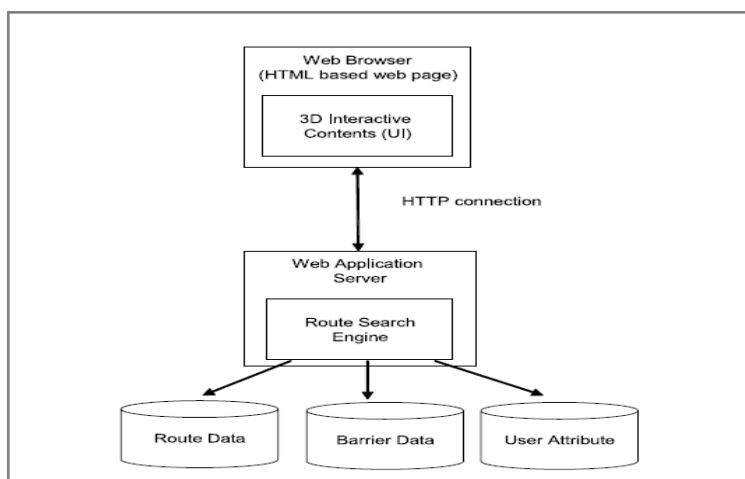 Web Browser
(HTML based web page)
3D Interactive
Contents (UI)
HTTP connection
Web Application
Server
Route Search
Engine
Route Data
Barrier Data
User Attribute